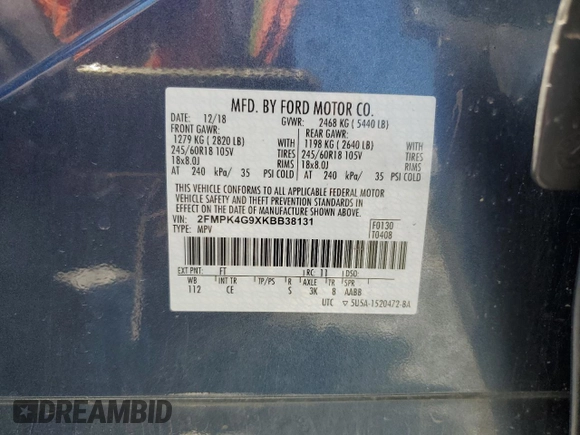 MFD. BY FORD MOTOR CO.
DATE: 12/18 GVWR: 2468 KG ( 5440 LB)
FRONT GAWR: REAR GAWR:
1279 KG ( 2820 LB) WITH 1198 KG ( 2640 LB) WITH
245/60R18 105V TIRES 245/60R18 105V TIRES
18x8.0J RIMS 18x8.0J RIMS
AT 240 kPa/ 35 PSI COLD AT 240 kPa/ 35 PSI COLD
THIS VEHICLE CONFORMS TO ALL APPLICABLE FEDERAL MOTOR
VEHICLE SAFETY AND THEFT PREVENTION STANDARDS IN
EFFECT ON THE DATE OF MANUFACTURE SHOWN ABOVE.
VIN: 2FMPK4G9XKBB38131 F0130
TYPE: MPV T0408
EXT PNT: FT RC: 11 DSO:
WB INT TR TP/PS R AXLE TR SPR
112 CE S 3K 8 AABB
UTC ▽ 5U5A-1520472-BA
DREAMBID